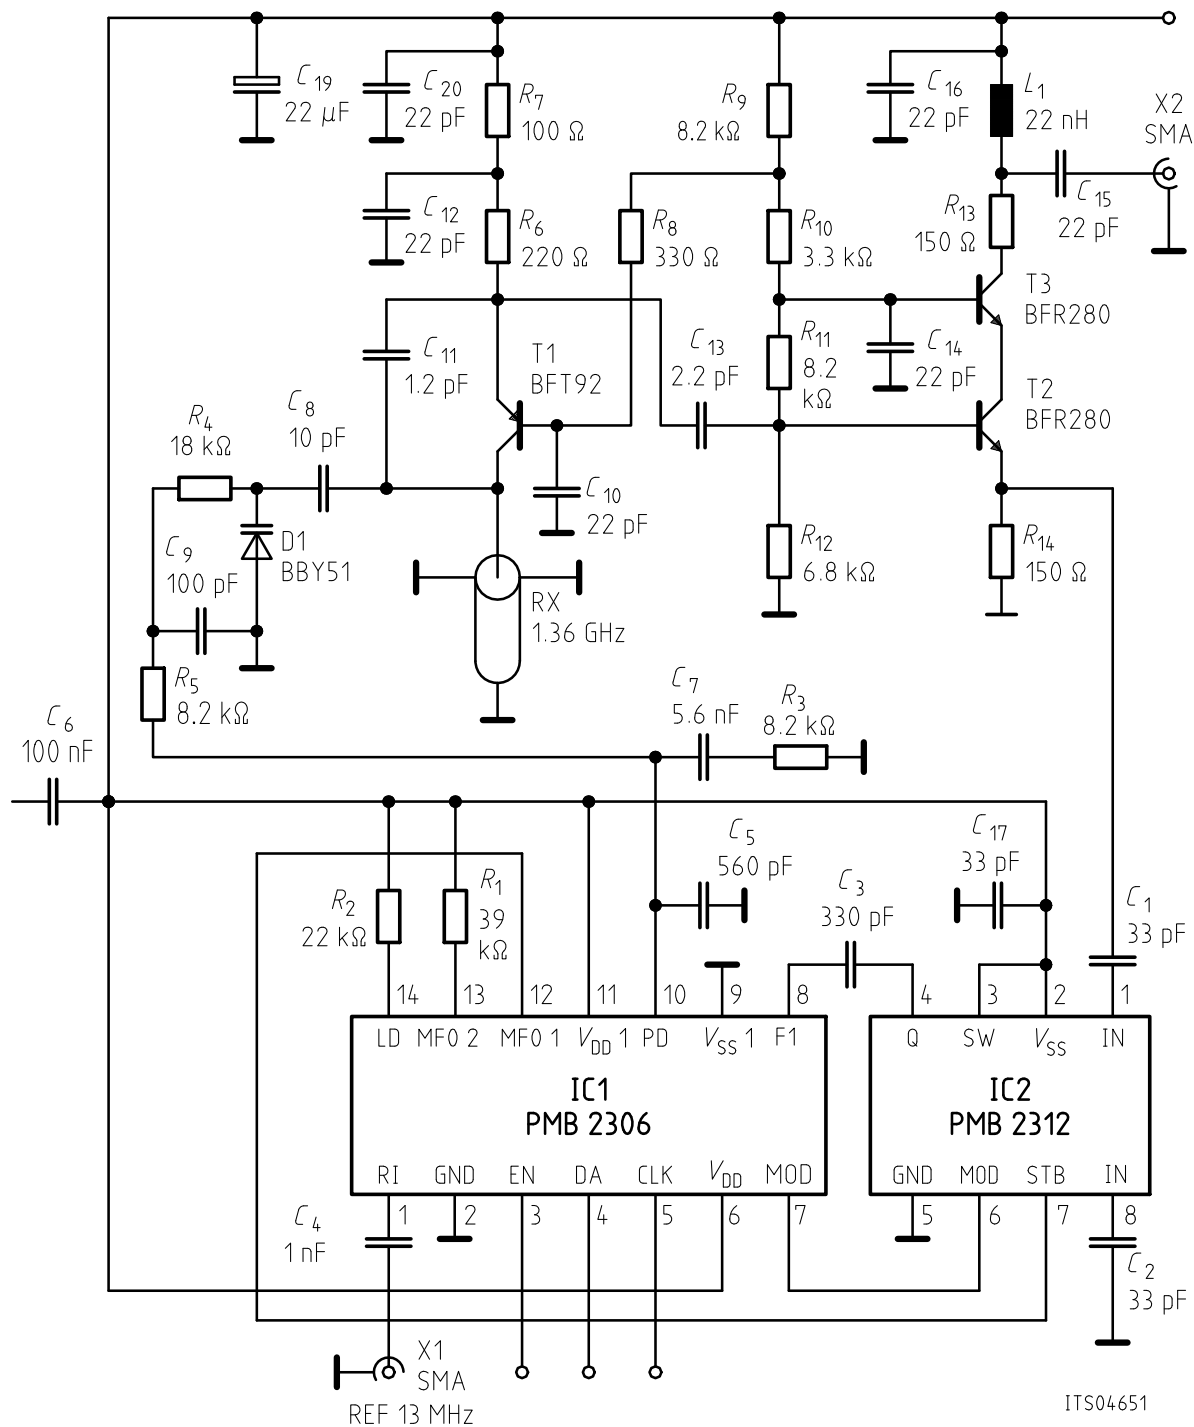 C19
22 μF
C20
22 pF
R7
100 Ω
R9
8.2 kΩ
C16
22 pF
L1
22 nH
X2
SMA
C12
22 pF
R6
220 Ω
R8
330 Ω
R10
3.3 kΩ
R13
150 Ω
C15
22 pF
T3
BFR280
C11
1.2 pF
T1
BFT92
C13
2.2 pF
R11
8.2
kΩ
C14
22 pF
T2
BFR280
R4
18 kΩ
C8
10 pF
C10
22 pF
C9
100 pF
D1
BBY51
R12
6.8 kΩ
R14
150 Ω
RX
1.36 GHz
R5
8.2 kΩ
C7
5.6 nF
R3
8.2 kΩ
C6
100 nF
C5
560 pF
C17
33 pF
R2
22 kΩ
R1
39
kΩ
C3
330 pF
C1
33 pF
14 13 12 11 10 9 8 4 3 2 1
LD MFO 2 MFO 1 VDD 1 PD VSS 1 F1 Q SW VSS IN
IC1
PMB 2306
IC2
PMB 2312
RI GND EN DA CLK VDD MOD GND MOD STB IN
1 2 3 4 5 6 7 5 6 7 8
C4
1 nF
C2
33 pF
X1
SMA
REF 13 MHz
ITS04651